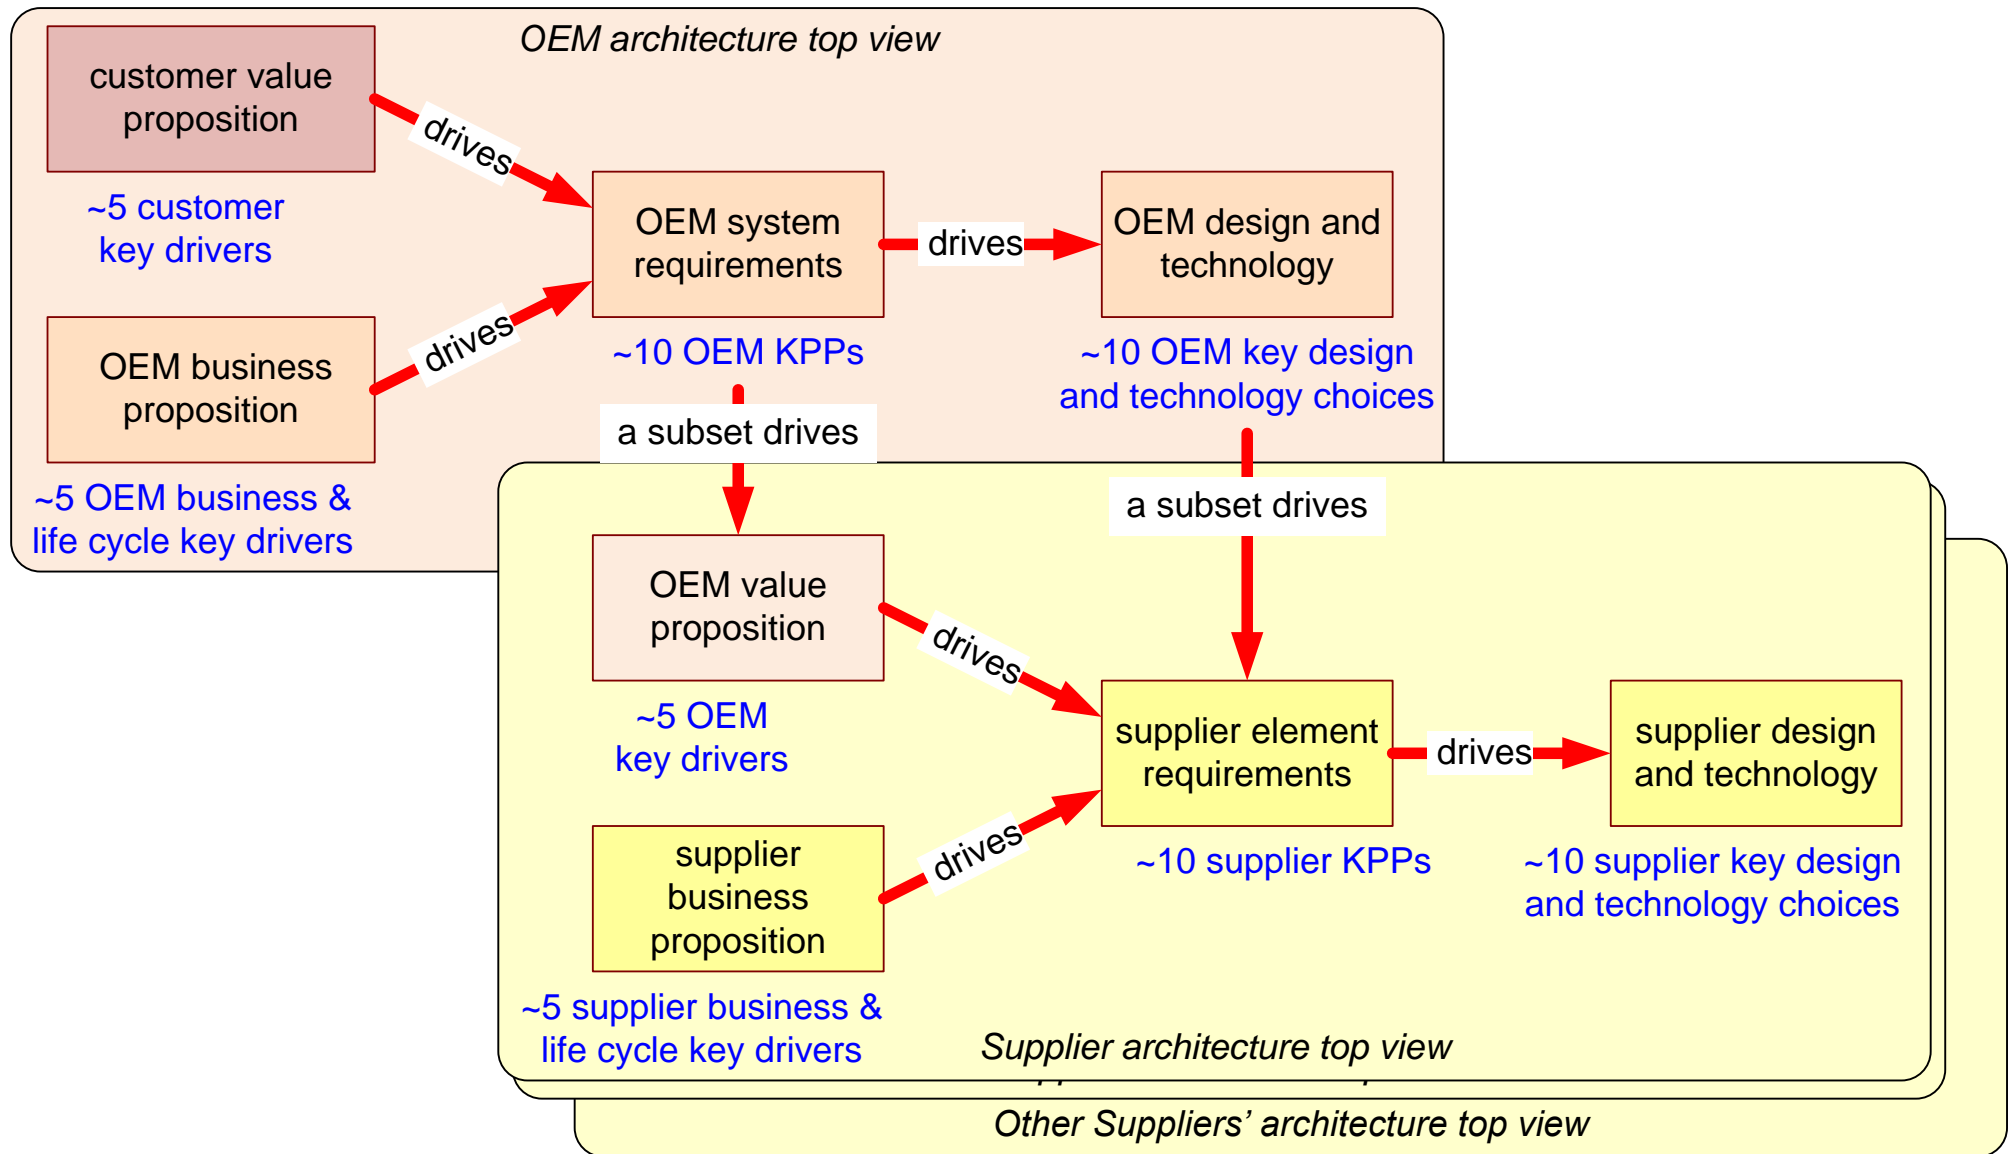 OEM architecture top view
customer value
proposition
drives
~5 customer
key drivers
OEM system
requirements
drives
OEM design and
technology
OEM business
proposition
drives
~10 OEM KPPs
~10 OEM key design
and technology choices
a subset drives
~5 OEM business &
life cycle key drivers
a subset drives
OEM value
proposition
drives
~5 OEM
key drivers
supplier element
requirements
drives
supplier design
and technology
supplier
business
proposition
drives
~10 supplier KPPs
~10 supplier key design
and technology choices
~5 supplier business &
life cycle key drivers
Supplier architecture top view
Other Suppliers’ architecture top view